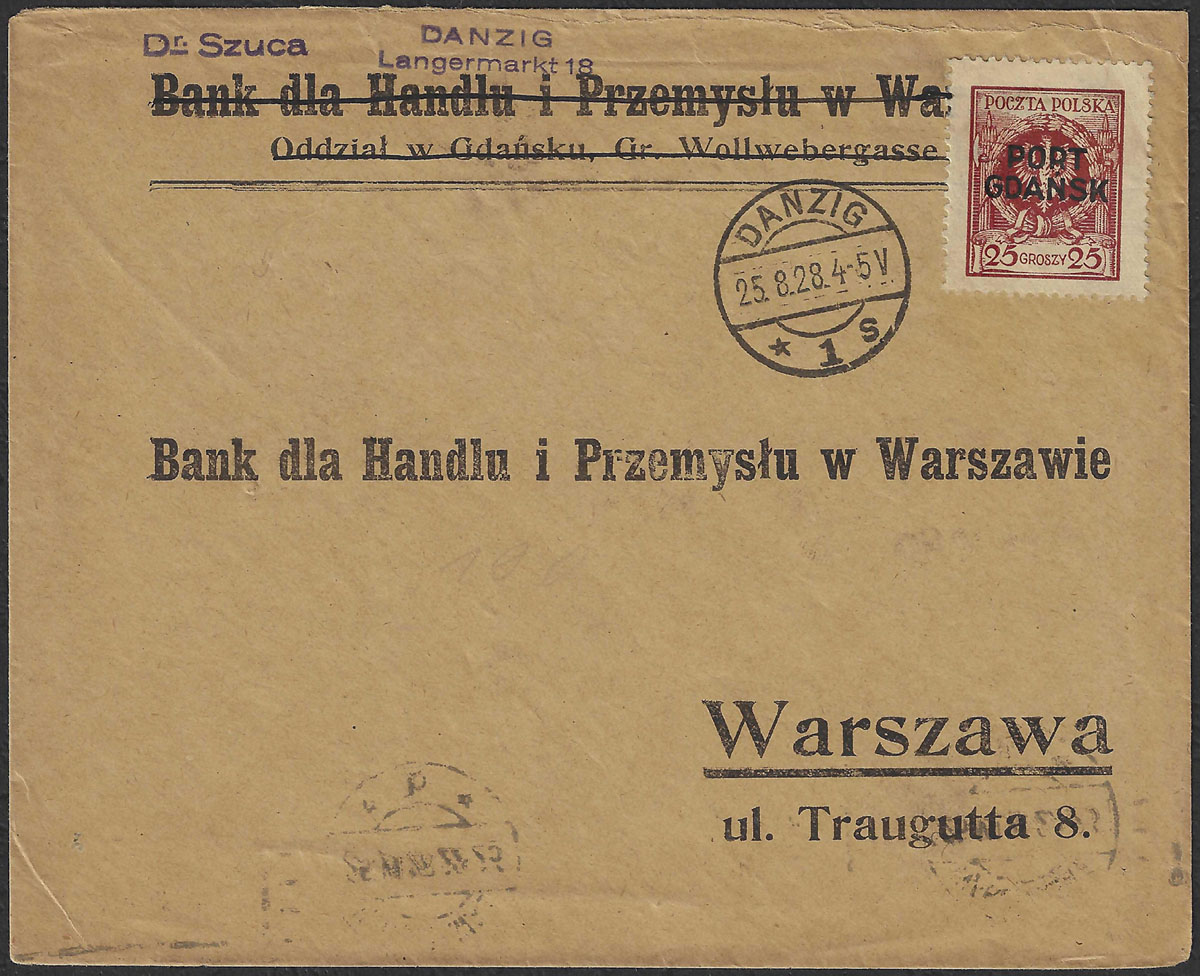 Dr. Szuca
DANZIG
Langermarkt 18
Bank dla Handlu i Przemysłu w Wa
Oddział w Gdańsku, Gr. Wollwebergasse
POCZTA POLSKA
PORT
GDAŃSK
25 GROSZY 25
DANZIG
25.8.28.4-5V
* 1 s
Bank dla Handlu i Przemysłu w Warszawie
Warszawa
ul. Traugutta 8.